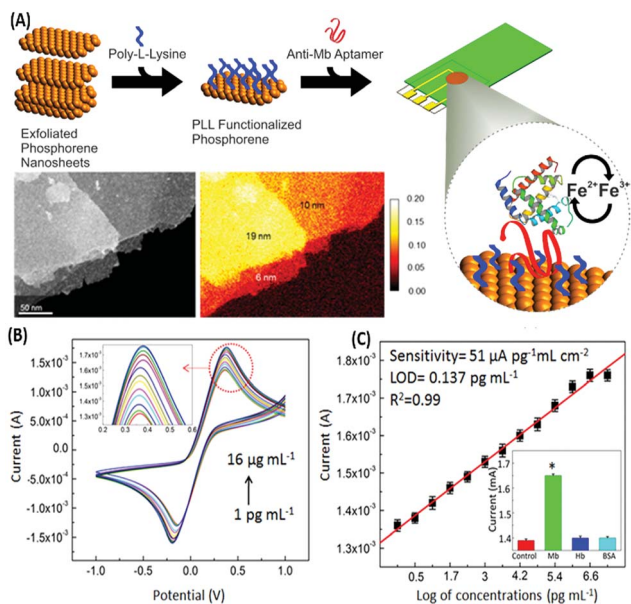 (A)
Poly-L-Lysine
Anti-Mb Aptamer
Exfoliated
Phosphorene
Nanosheets
PLL Functionalized
Phosphorene
Fe2+Fe3+
50 nm
19 nm
10 nm
6 nm
0.20
0.15
0.10
0.05
0.00
(B)
Current (A)
1.5x10⁻³
1.0x10⁻³
5.0x10⁻⁴
0.0
-5.0x10⁻⁴
-1.0x10⁻³
-1.5x10⁻³
1.7x10⁻³
1.6x10⁻³
1.5x10⁻³
1.4x10⁻³
1.3x10⁻³
0.2 0.3 0.4 0.5 0.6
16 µg mL⁻¹
1 pg mL⁻¹
-1.0 -0.5 0.0 0.5 1.0
Potential (V)
(C)
Current (A)
1.8x10⁻³
1.7x10⁻³
1.6x10⁻³
1.5x10⁻³
1.4x10⁻³
1.3x10⁻³
Sensitivity= 51 µA pg⁻¹mL cm⁻²
LOD= 0.137 pg mL⁻¹
R²=0.99
Current (mA)
1.7
1.6
1.5
1.4
*
Control Mb Hb BSA
0.5 1.7 3 4.2 5.4 6.6
Log of concentrations (pg mL⁻¹)